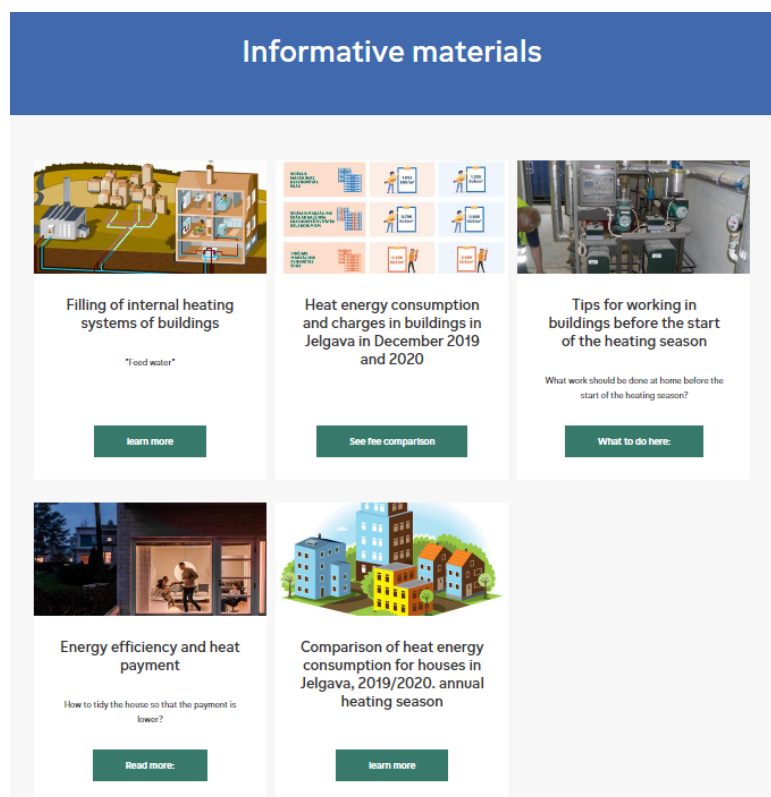 Informative materials
Filling of internal heating
systems of buildings
"Feed water"
learn more
Heat energy consumption
and charges in buildings in
Jelgava in December 2019
and 2020
See fee comparison
Tips for working in
buildings before the start
of the heating season
What work should be done at home before the
start of the heating season?
What to do here:
Energy efficiency and heat
payment
How to tidy the house so that the payment is
lower?
Read more:
Comparison of heat energy
consumption for houses in
Jelgava, 2019/2020. annual
heating season
learn more